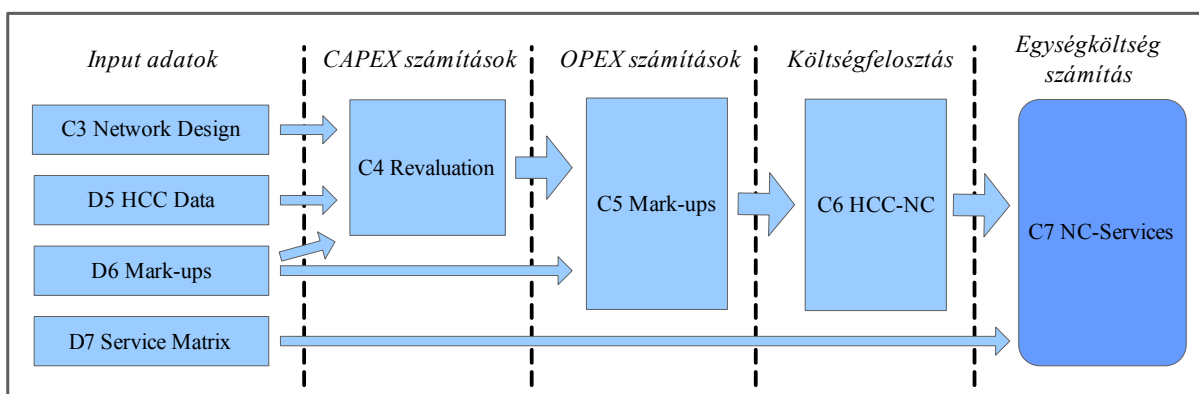 Input adatok
CAPEX számítások
OPEX számítások
Költségfelosztás
Egységköltség
számítás
C3 Network Design
D5 HCC Data
D6 Mark-ups
D7 Service Matrix
C4 Revaluation
C5 Mark-ups
C6 HCC-NC
C7 NC-Services